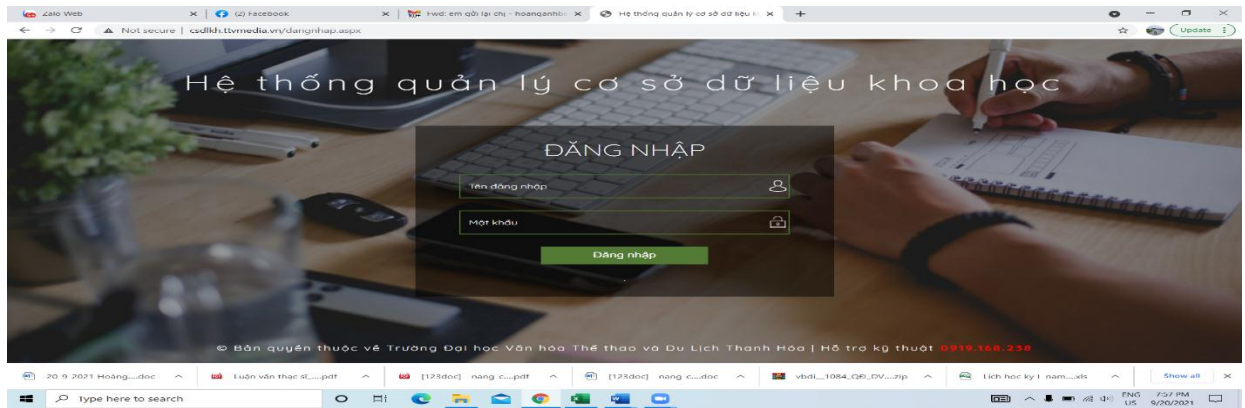 Zalo Web
(2) Facebook
Fwd: em gửi lại chị - hoanganhbi
Hệ thống quản lý cơ sở dữ liệu k
Not secure | csdlkh.ttvmedia.vn/dangnhap.aspx
Update
Hệ thống quản lý cơ sở dữ liệu khoa học
ĐĂNG NHẬP
Tên đăng nhập
Mật khẩu
Đăng nhập
© Bản quyền thuộc về Trường Đại học Văn hóa Thể thao và Du Lịch Thanh Hóa | Hỗ trợ kỹ thuật 0919.168.238
20 9 2021 Hoàng....doc
Luận văn thạc sĩ_....pdf
[123doc] nang c....pdf
[123doc] nang c....doc
vbdi__1084_QĐ_DV....zip
Lich hoc ky I nam....xls
Show all
Type here to search
ENG
US
7:57 PM
9/20/2021